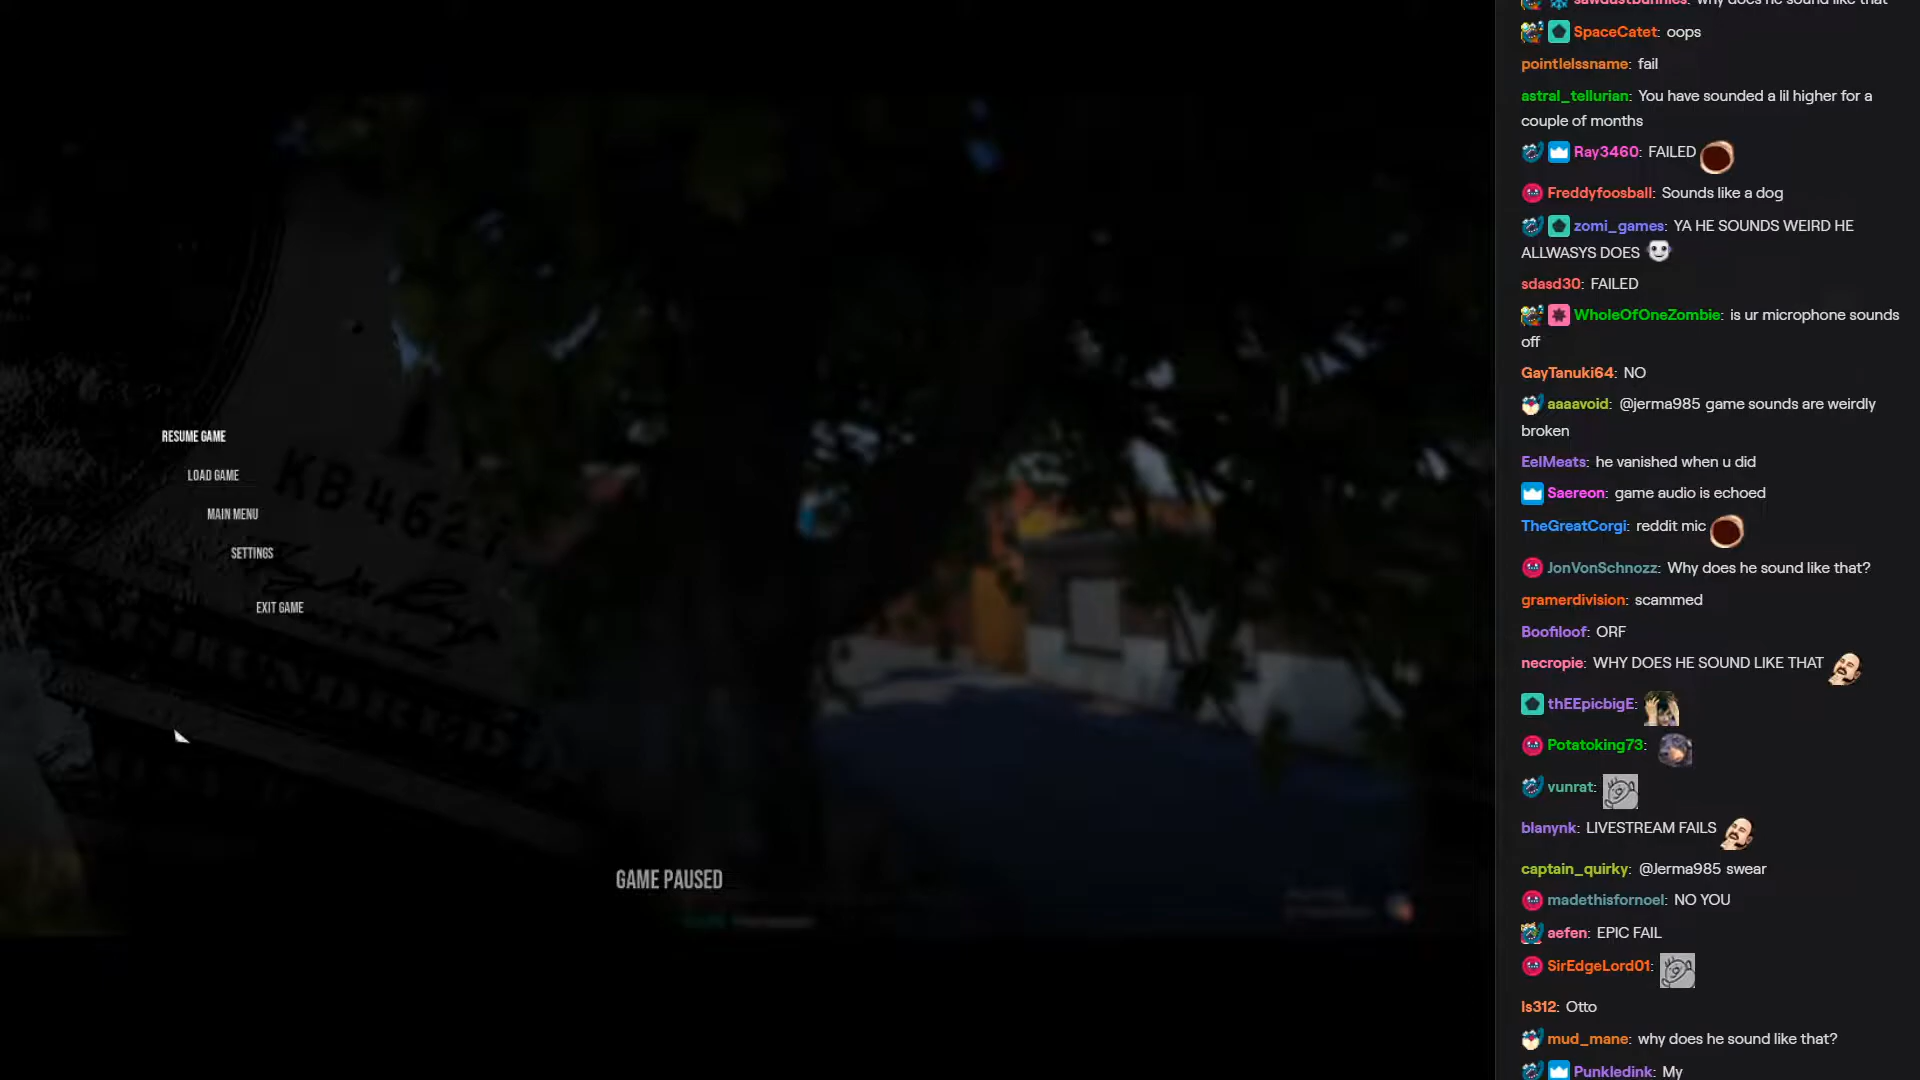 RESUME GAME
LOAD GAME
MAIN MENU
SETTINGS
EXIT GAME
GAME PAUSED
why does he sound like that
SpaceCatet: oops
pointlelssname: fail
astral_tellurian: You have sounded a lil higher for a
couple of months
Ray3460: FAILED
Freddyfoosball: Sounds like a dog
zomi_games: YA HE SOUNDS WEIRD HE
ALLWASYS DOES
sdasd30: FAILED
WholeOfOneZombie: is ur microphone sounds
off
GayTanuki64: NO
aaaavoid: @jerma985 game sounds are weirdly
broken
EelMeats: he vanished when u did
Saereon: game audio is echoed
TheGreatCorgi: reddit mic
JonVonSchnozz: Why does he sound like that?
gramerdivision: scammed
Boofiloof: ORF
necropie: WHY DOES HE SOUND LIKE THAT
thEEpicbigE:
Potatoking73:
vunrat:
blanynk: LIVESTREAM FAILS
captain_quirky: @Jerma985 swear
madethisfornoel: NO YOU
aefen: EPIC FAIL
SirEdgeLord01:
ls312: Otto
mud_mane: why does he sound like that?
Punkledink: My